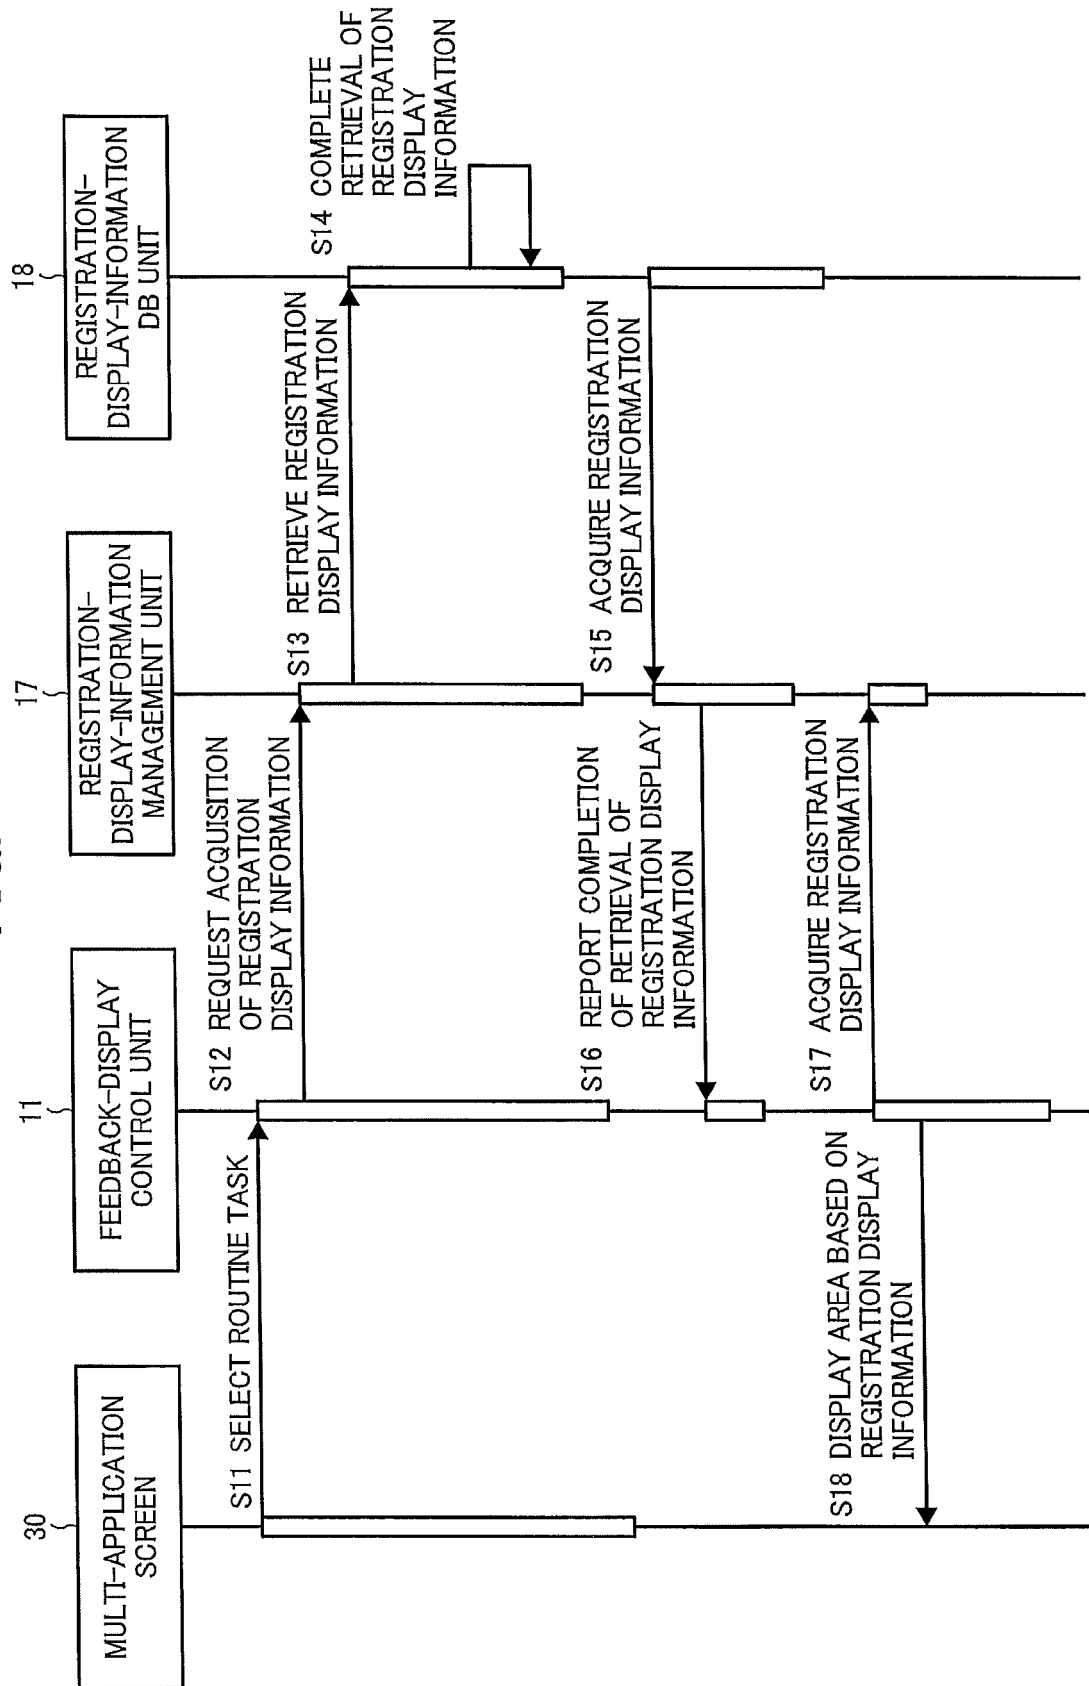 30
MULTI-APPLICATION
SCREEN
11
FEEDBACK-DISPLAY
CONTROL UNIT
17
REGISTRATION-
DISPLAY-INFORMATION
MANAGEMENT UNIT
18
REGISTRATION-
DISPLAY-INFORMATION
DB UNIT
S11 SELECT ROUTINE TASK
S12 REQUEST ACQUISITION
OF REGISTRATION
DISPLAY INFORMATION
S13 RETRIEVE REGISTRATION
DISPLAY INFORMATION
S14 COMPLETE
RETRIEVAL OF
REGISTRATION
DISPLAY
INFORMATION
S15 ACQUIRE REGISTRATION
DISPLAY INFORMATION
S16 REPORT COMPLETION
OF RETRIEVAL OF
REGISTRATION DISPLAY
INFORMATION
S17 ACQUIRE REGISTRATION
DISPLAY INFORMATION
S18 DISPLAY AREA BASED ON
REGISTRATION DISPLAY
INFORMATION